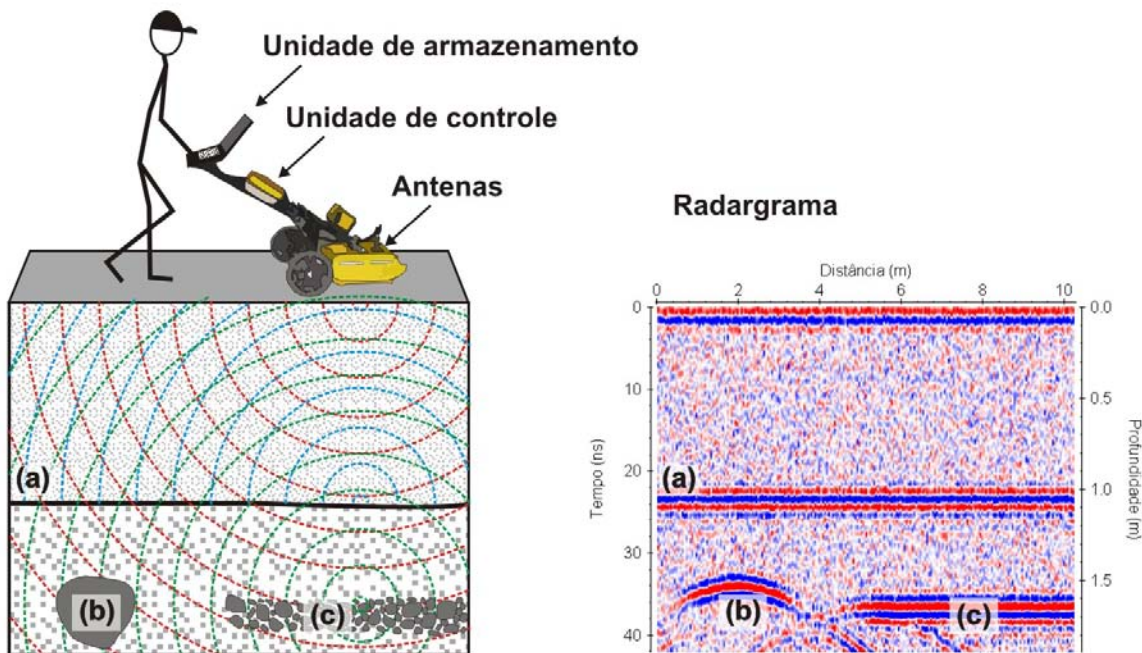 Unidade de armazenamento
Unidade de controle
Antenas
(a)
(b)
(c)
Radargrama
Distância (m)
0 2 4 6 8 10
Tempo (ns)
0
10
20
30
40
Profundidade (m)
0.0
0.5
1.0
1.5
(a)
(b)
(c)